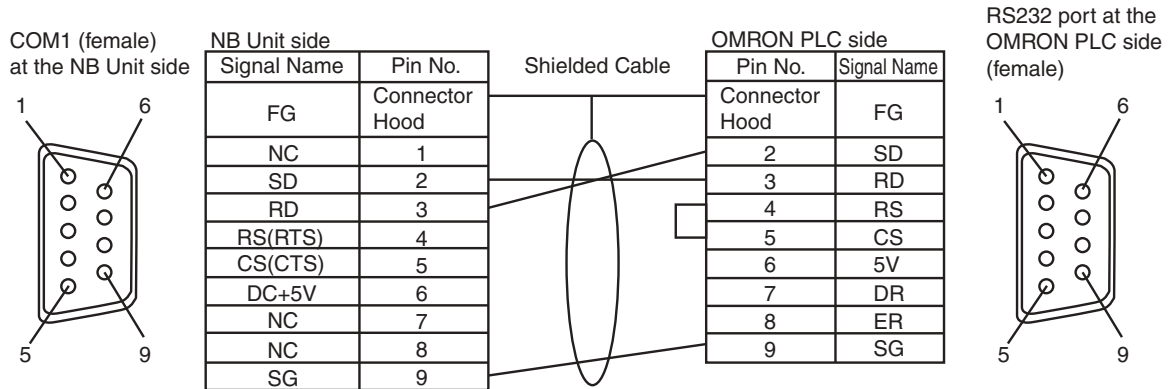 COM1 (female)
at the NB Unit side
1 6
5 9
NB Unit side
Signal Name Pin No.
FG Connector
Hood
NC 1
SD 2
RD 3
RS(RTS) 4
CS(CTS) 5
DC+5V 6
NC 7
NC 8
SG 9
Shielded Cable
OMRON PLC side
Pin No. Signal Name
Connector
Hood FG
2 SD
3 RD
4 RS
5 CS
6 5V
7 DR
8 ER
9 SG
RS232 port at the
OMRON PLC side
(female)
1 6
5 9